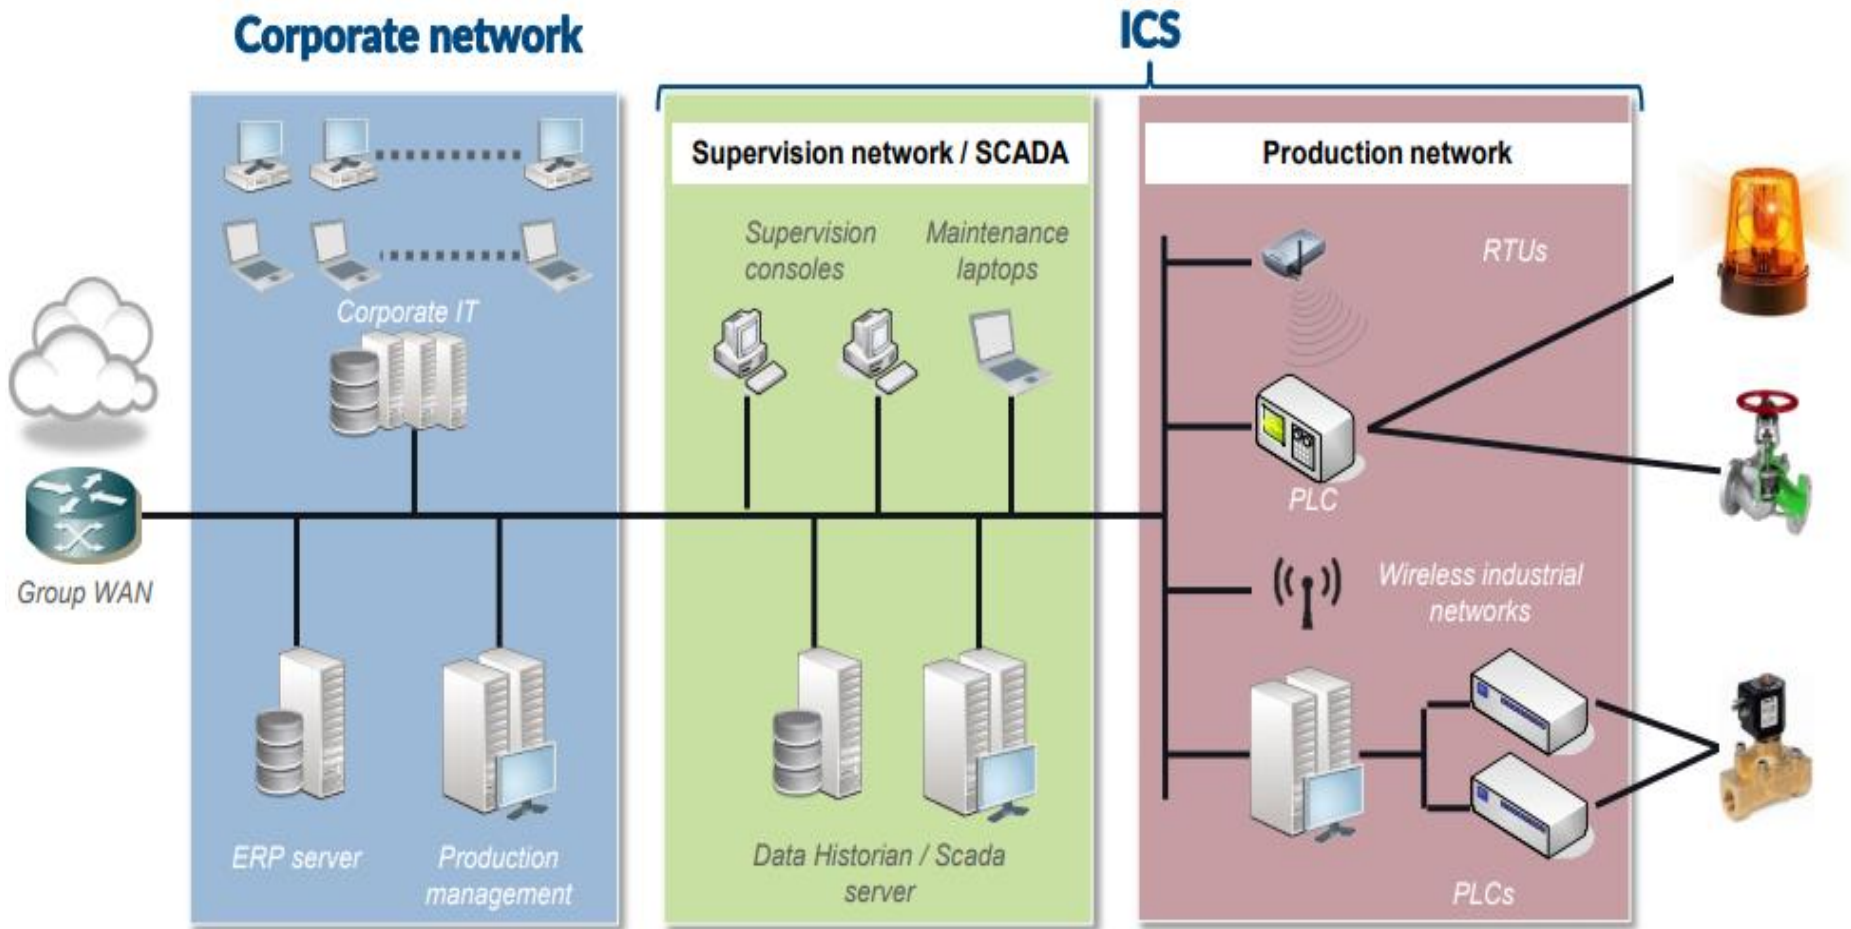 Corporate network
ICS
Supervision network / SCADA
Production network
Supervision
consoles
Maintenance
laptops
RTUs
Corporate IT
PLC
Group WAN
Wireless industrial
networks
ERP server
Production
management
Data Historian / Scada
server
PLCs